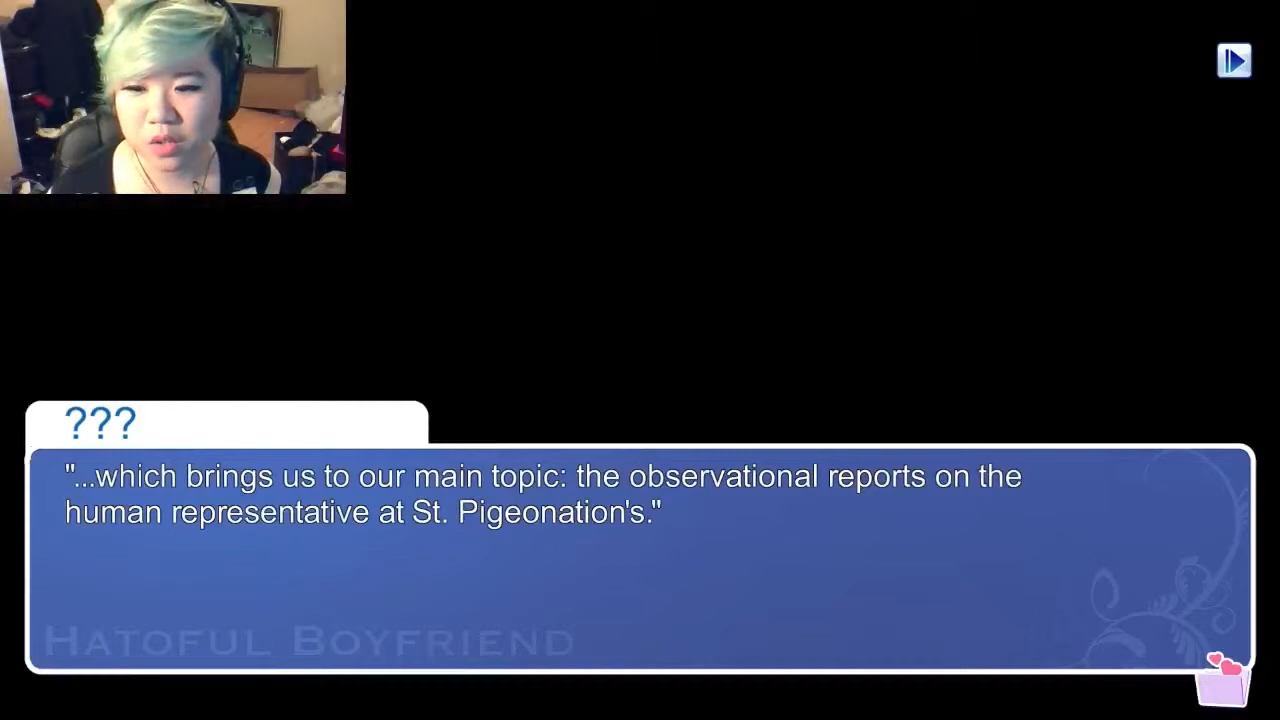 ???
"...which brings us to our main topic: the observational reports on the
human representative at St. Pigeonation's."
HATOFUL BOYFRIEND